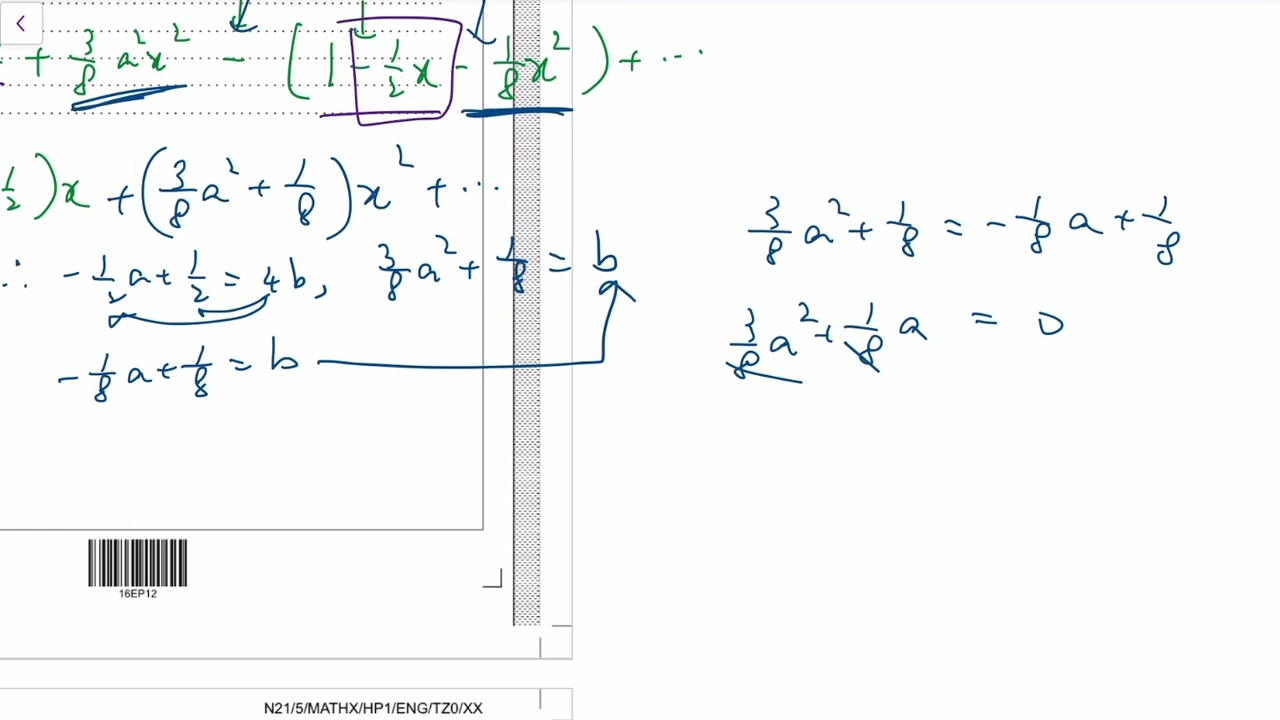 + 3/8 a²x² - (1 - 1/2 x - 1/8 x²) + ...
1/2)x + (3/8 a² + 1/8)x² + ...
∴ -1/2 a + 1/2 = 4b, 3/8 a² + 1/8 = b
-1/8 a + 1/8 = b
3/8 a² + 1/8 = -1/8 a + 1/8
3/8 a² + 1/8 a = 0
16EP12
N21/5/MATHX/HP1/ENG/TZ0/XX